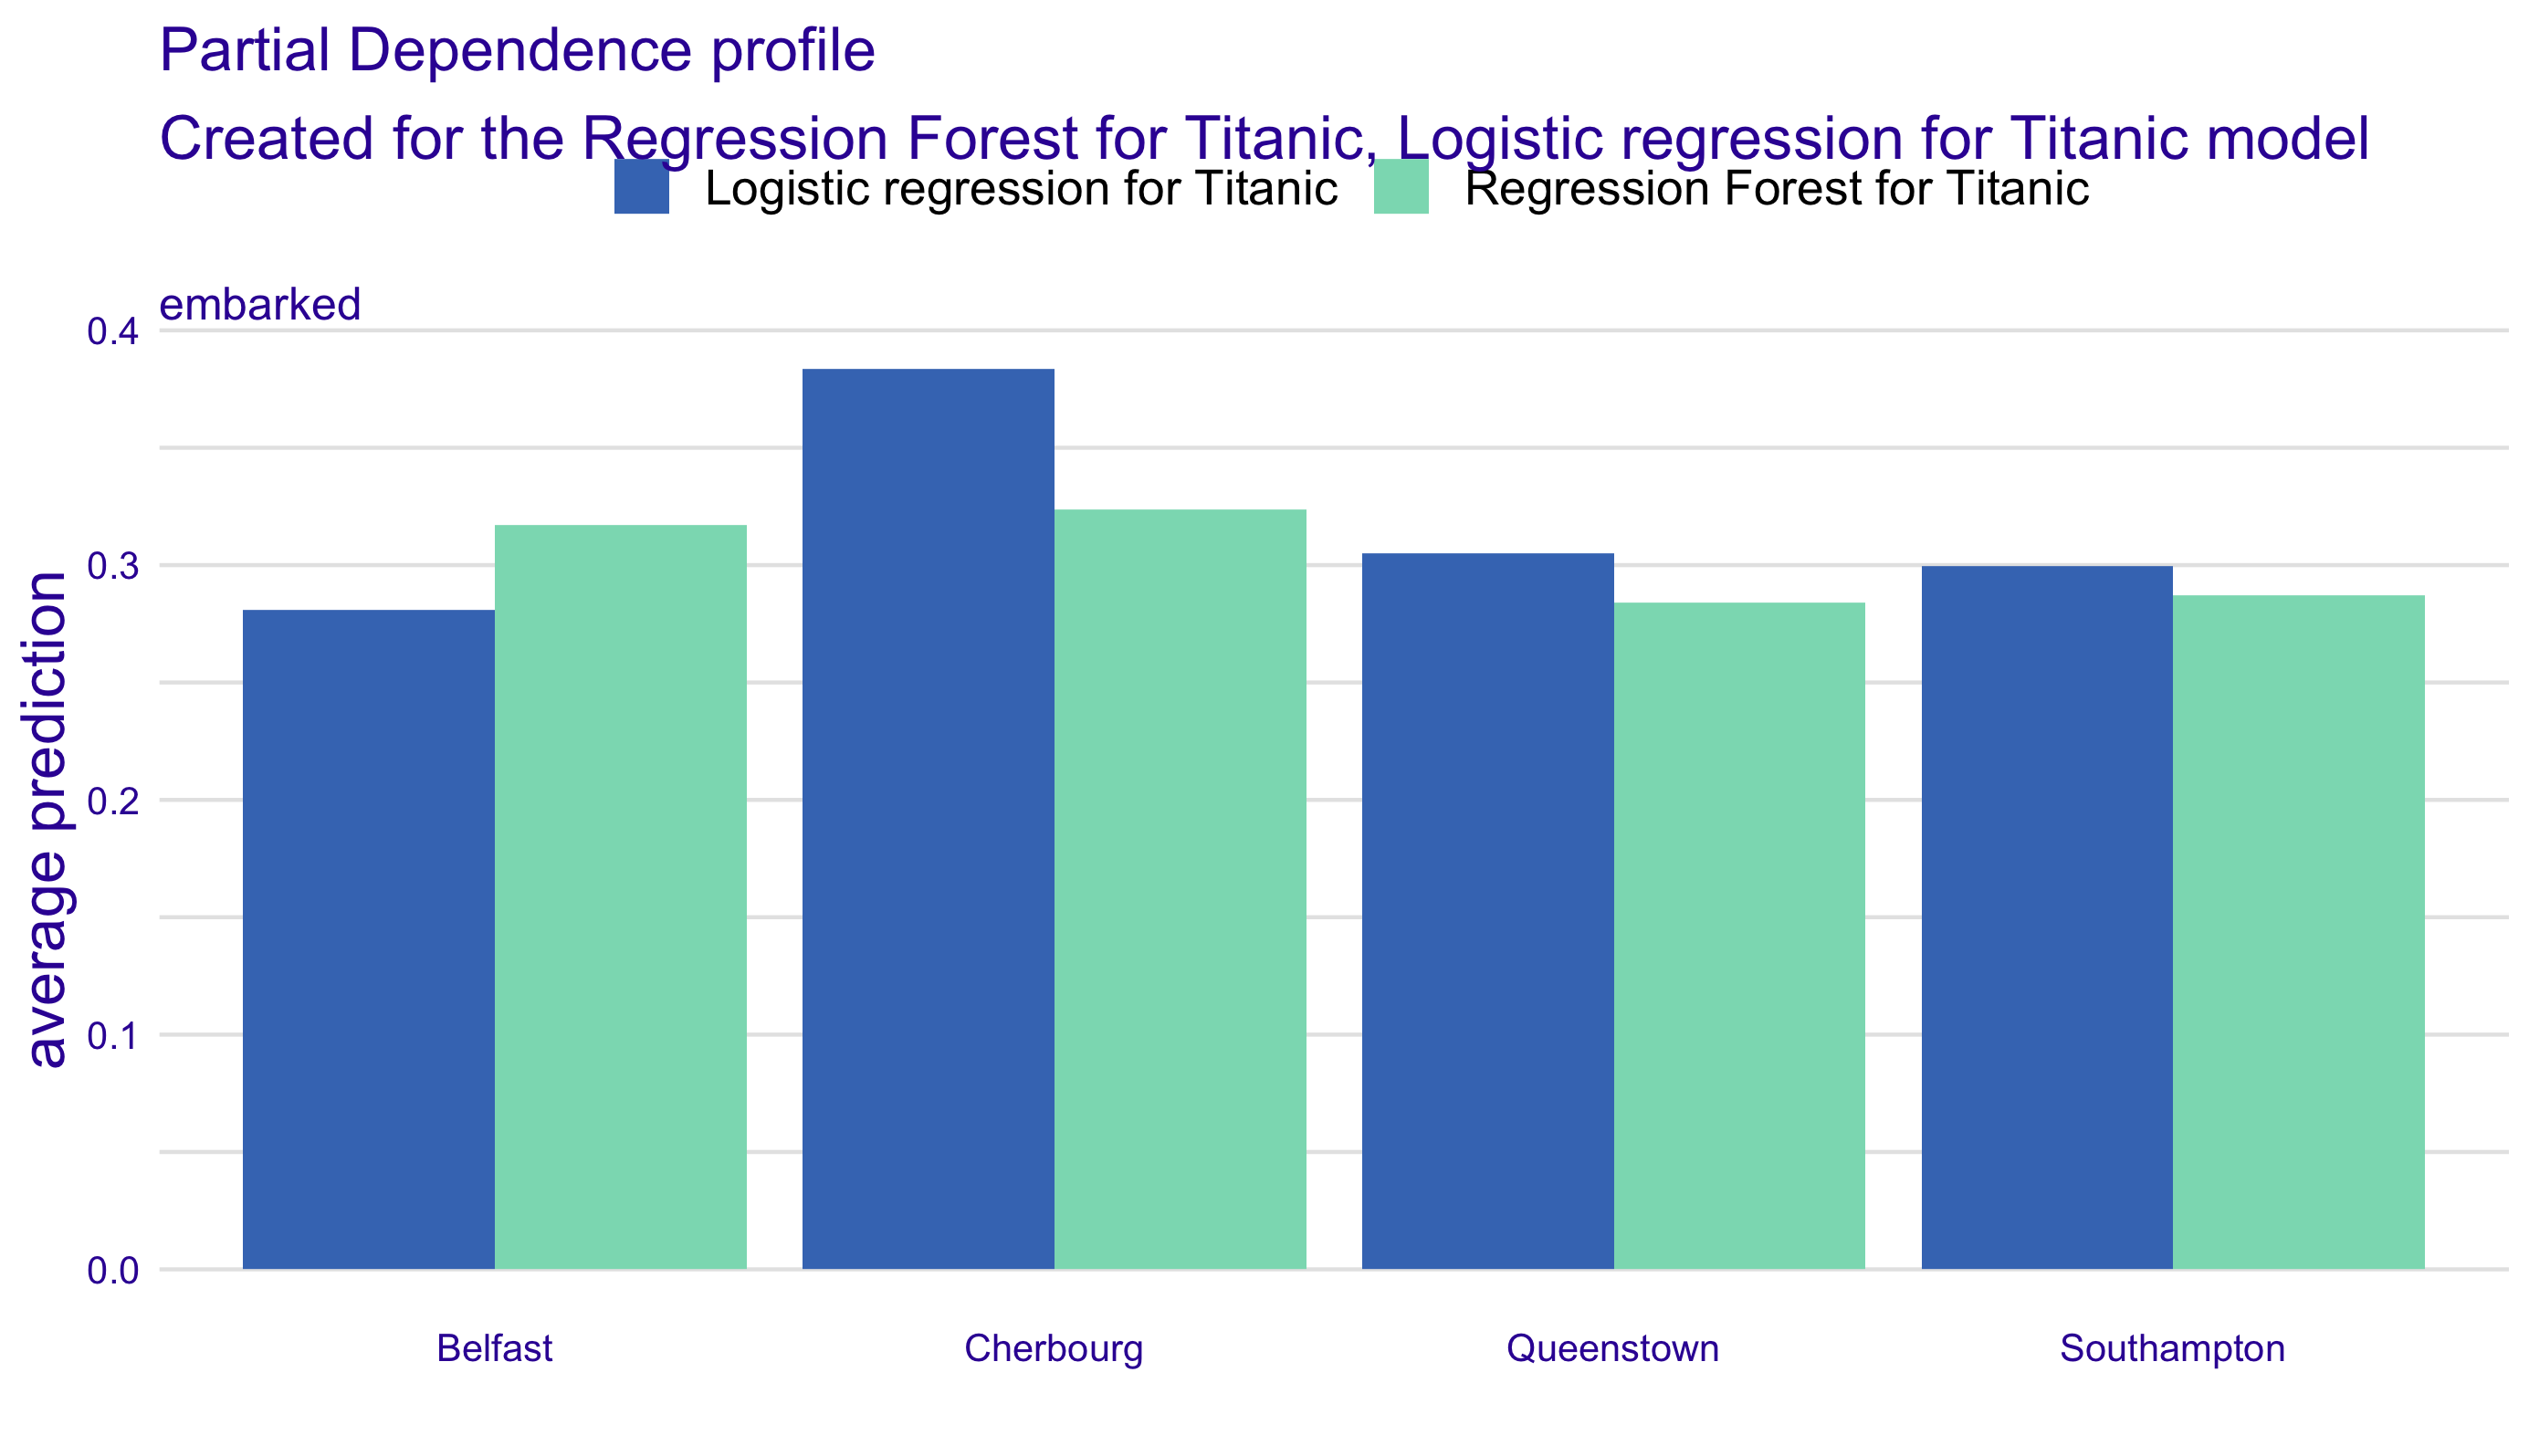 Partial Dependence profile
Created for the Regression Forest for Titanic, Logistic regression for Titanic model
Logistic regression for Titanic Regression Forest for Titanic
embarked
0.4
0.3
0.2
0.1
0.0
average prediction
Belfast Cherbourg Queenstown Southampton